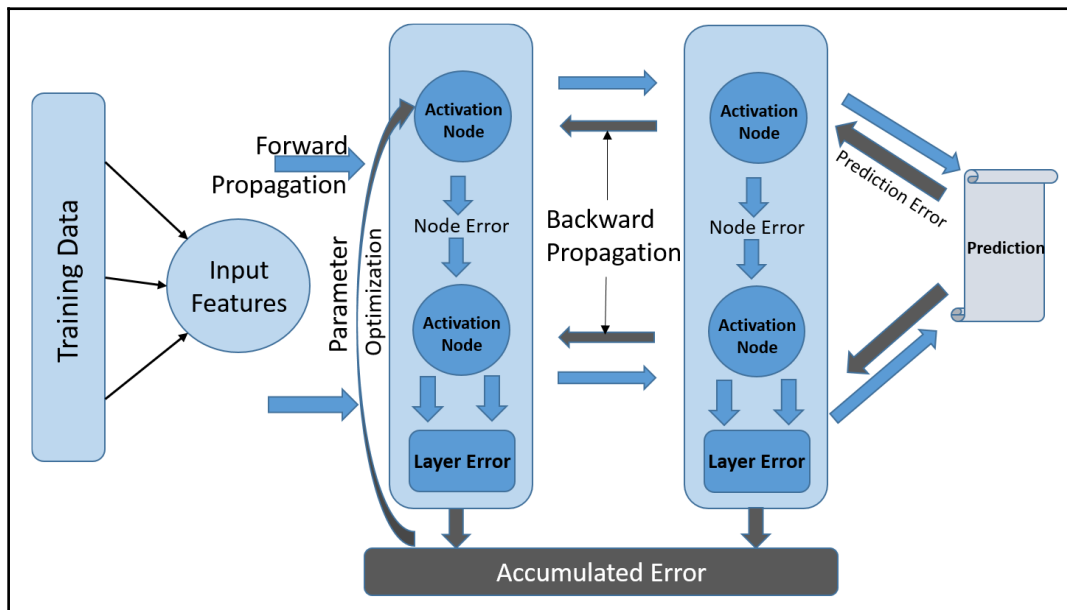 Training Data
Input
Features
Forward
Propagation
Parameter
Optimization
Activation
Node
Node Error
Activation
Node
Layer Error
Backward
Propagation
Activation
Node
Node Error
Activation
Node
Layer Error
Prediction Error
Prediction
Accumulated Error